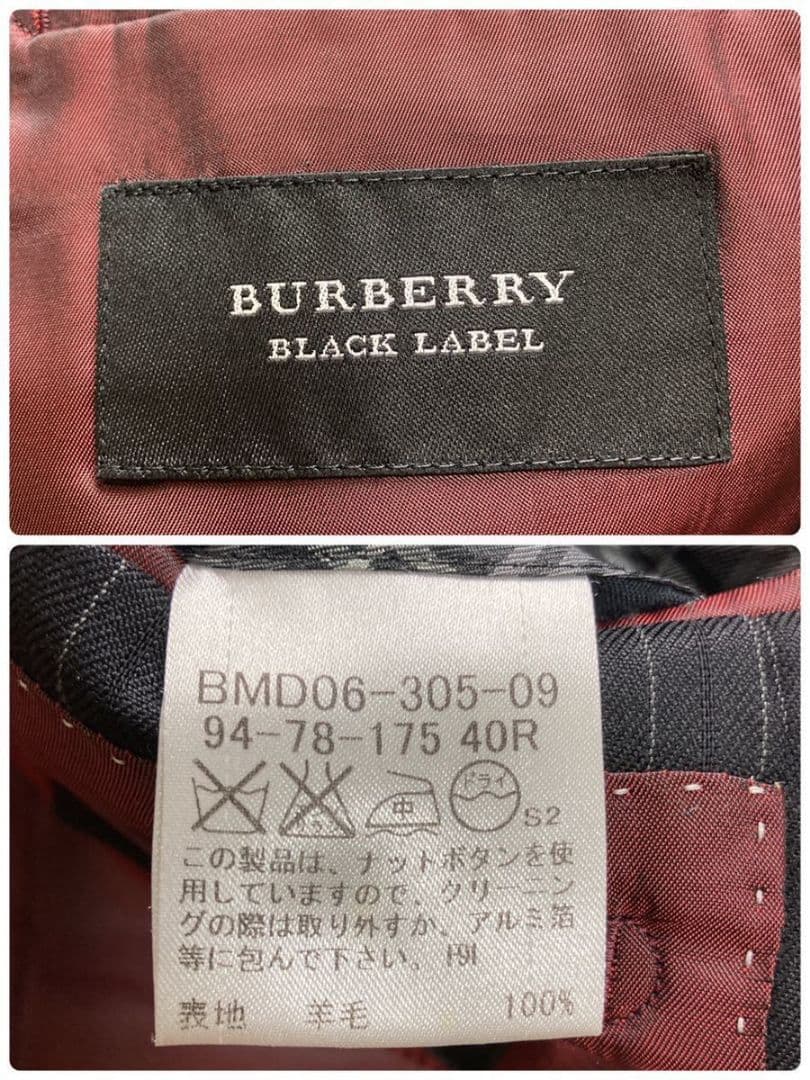 BURBERRY
BLACK LABEL
BMD06-305-09
94-78-175 40R
中
ドライ
S2
この製品は、ナットボタンを使
用していますので、クリーニン
グの際は取り外すか、アルミ箔
等に包んで下さい。
表地 羊毛 100%